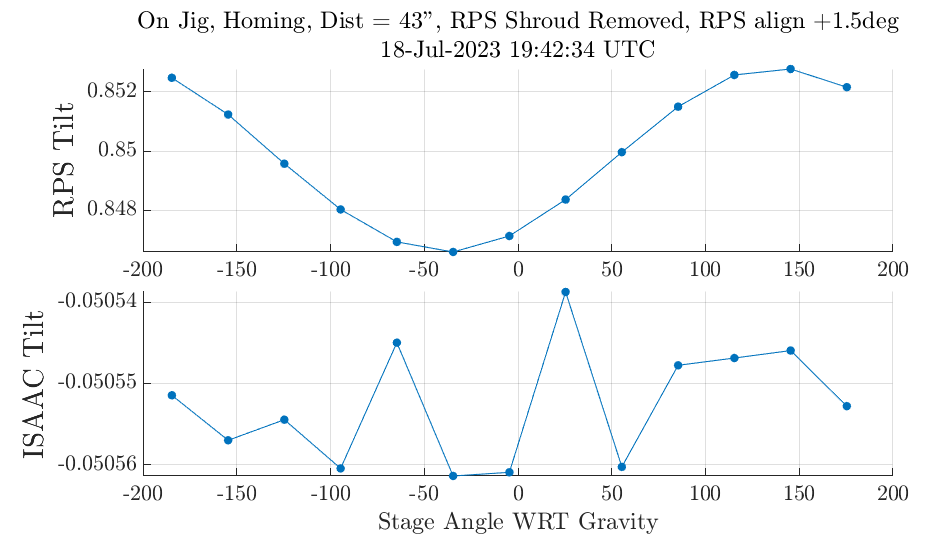 On Jig, Homing, Dist = 43”, RPS Shroud Removed, RPS align +1.5deg
18-Jul-2023 19:42:34 UTC
RPS Tilt
0.852
0.85
0.848
-200 -150 -100 -50 0 50 100 150 200
ISAAC Tilt
-0.05054
-0.05055
-0.05056
-200 -150 -100 -50 0 50 100 150 200
Stage Angle WRT Gravity